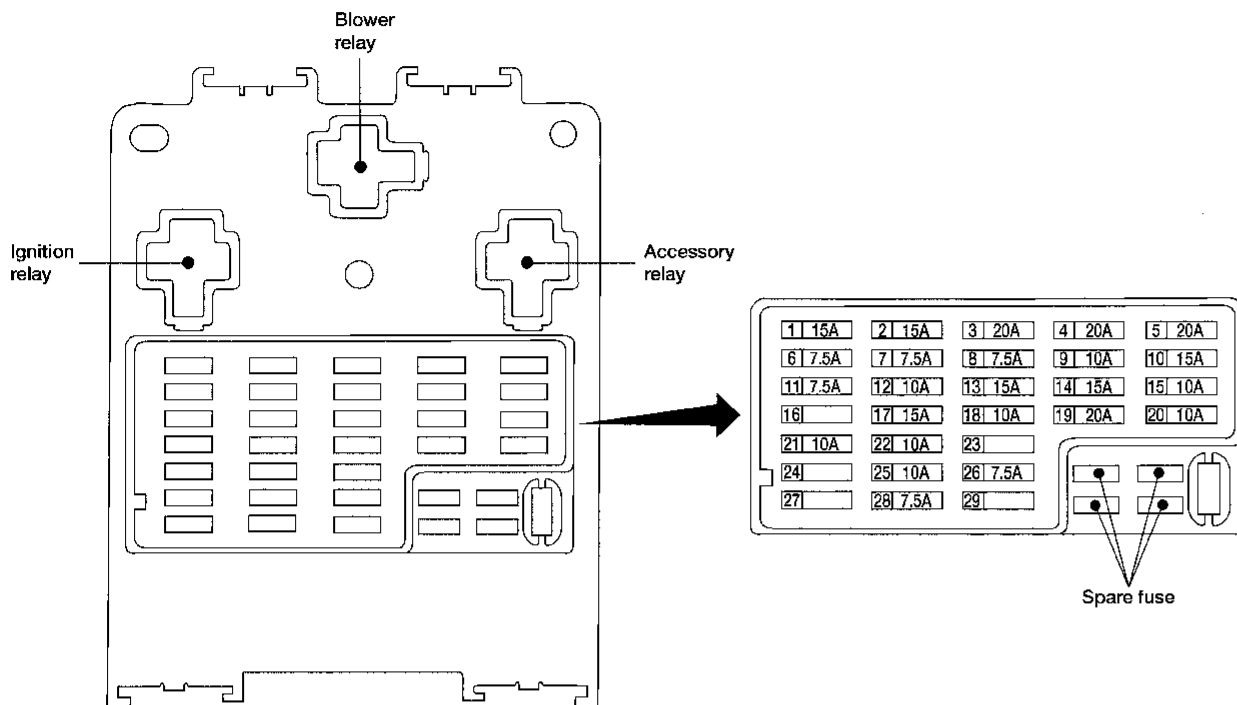 Blower
relay
Ignition
relay
Accessory
relay
1 15A 2 15A 3 20A 4 20A 5 20A
6 7.5A 7 7.5A 8 7.5A 9 10A 10 15A
11 7.5A 12 10A 13 15A 14 15A 15 10A
16 17 15A 18 10A 19 20A 20 10A
21 10A 22 10A 23
24 25 10A 26 7.5A
27 28 7.5A 29
Spare fuse